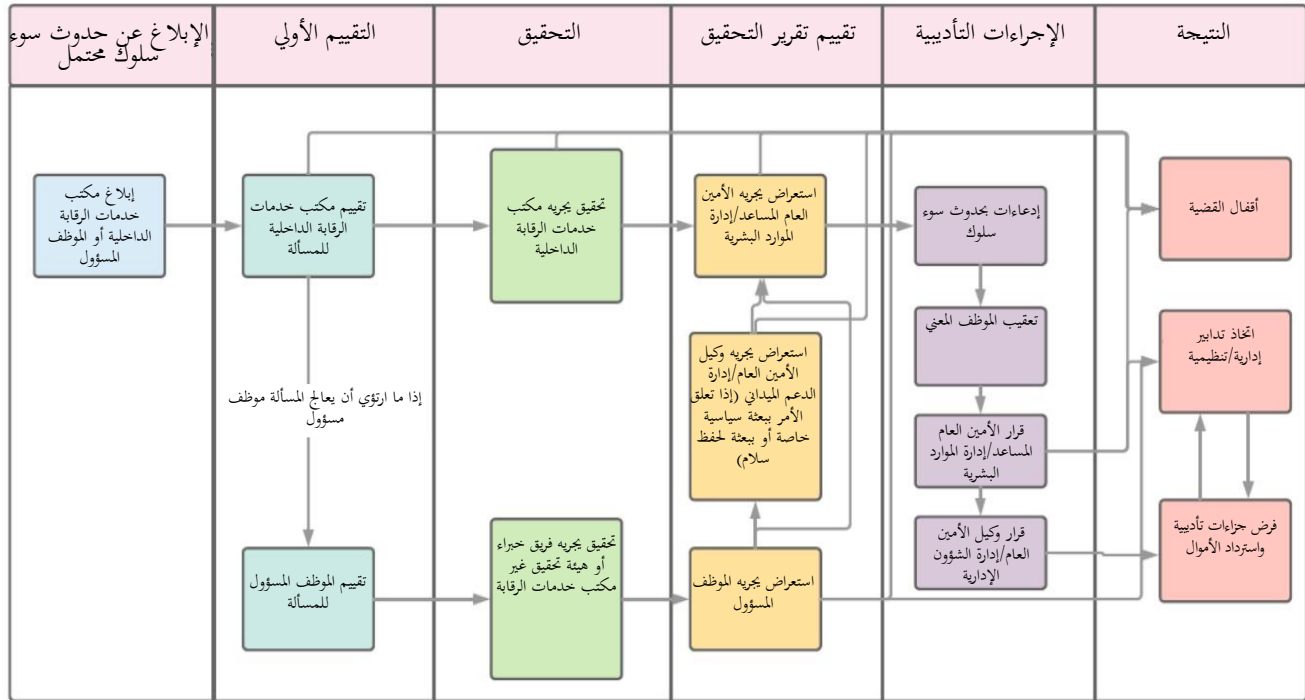 الإبلاغ عن حدوث سوء
سلوك محتمل
التقييم الأولي
التحقيق
تقييم تقرير التحقيق
الإجراءات التأديبية
النتيجة
إبلاغ مكتب
خدمات الرقابة
الداخلية أو الموظف
المسؤول
تقييم مكتب خدمات
الرقابة الداخلية
للمسألة
إذا ما ارتؤي أن يعالج المسألة موظف
مسؤول
تقييم الموظف المسؤول
للمسألة
تحقيق يجريه مكتب
خدمات الرقابة
الداخلية
تحقيق يجريه فريق خبراء
أو هيئة تحقيق غير
مكتب خدمات الرقابة
استعراض يجريه الأمين
العام المساعد/إدارة
الموارد البشرية
استعراض يجريه وكيل
الأمين العام/إدارة
الدعم الميداني (إذا تعلق
الأمر ببعثة سياسية
خاصة أو ببعثة لحفظ
سلام)
استعراض يجريه الموظف
المسؤول
إدعاءات بحدوث سوء
سلوك
تعقيب الموظف المعني
قرار الأمين العام
المساعد/إدارة الموارد
البشرية
قرار وكيل الأمين
العام/إدارة الشؤون
الإدارية
أقفال القضية
اتخاذ تدابير
إدارية/تنظيمية
فرض جزاءات تأديبية
واسترداد الأموال